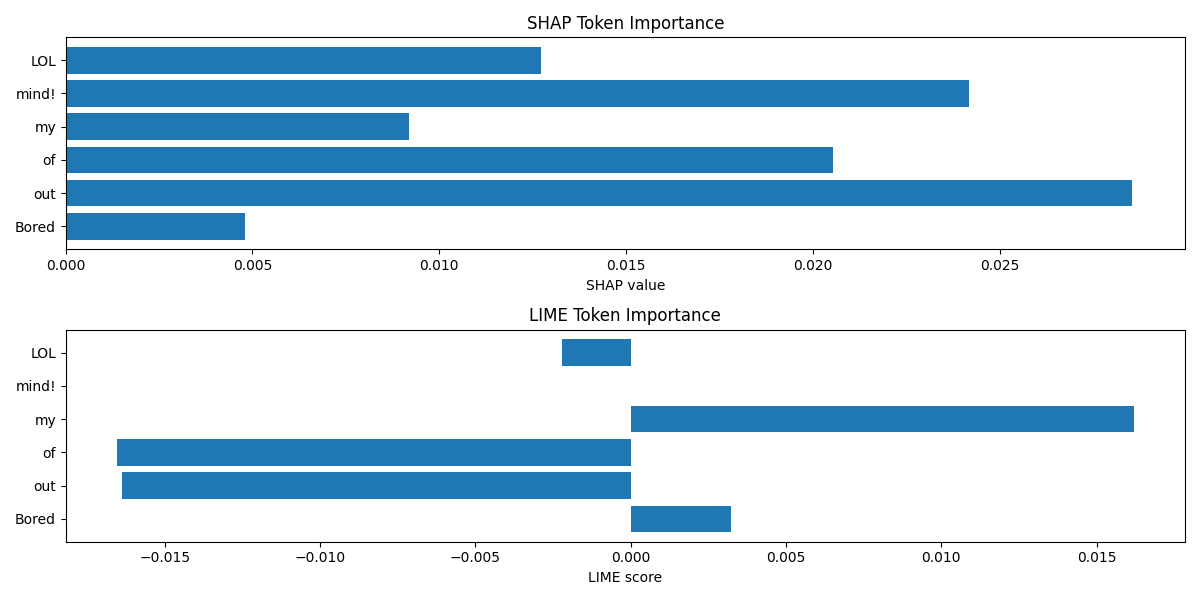 SHAP Token Importance
LOL
mind!
my
of
out
Bored
0.000 0.005 0.010 0.015 0.020 0.025
SHAP value
LIME Token Importance
LOL
mind!
my
of
out
Bored
−0.015 −0.010 −0.005 0.000 0.005 0.010 0.015
LIME score